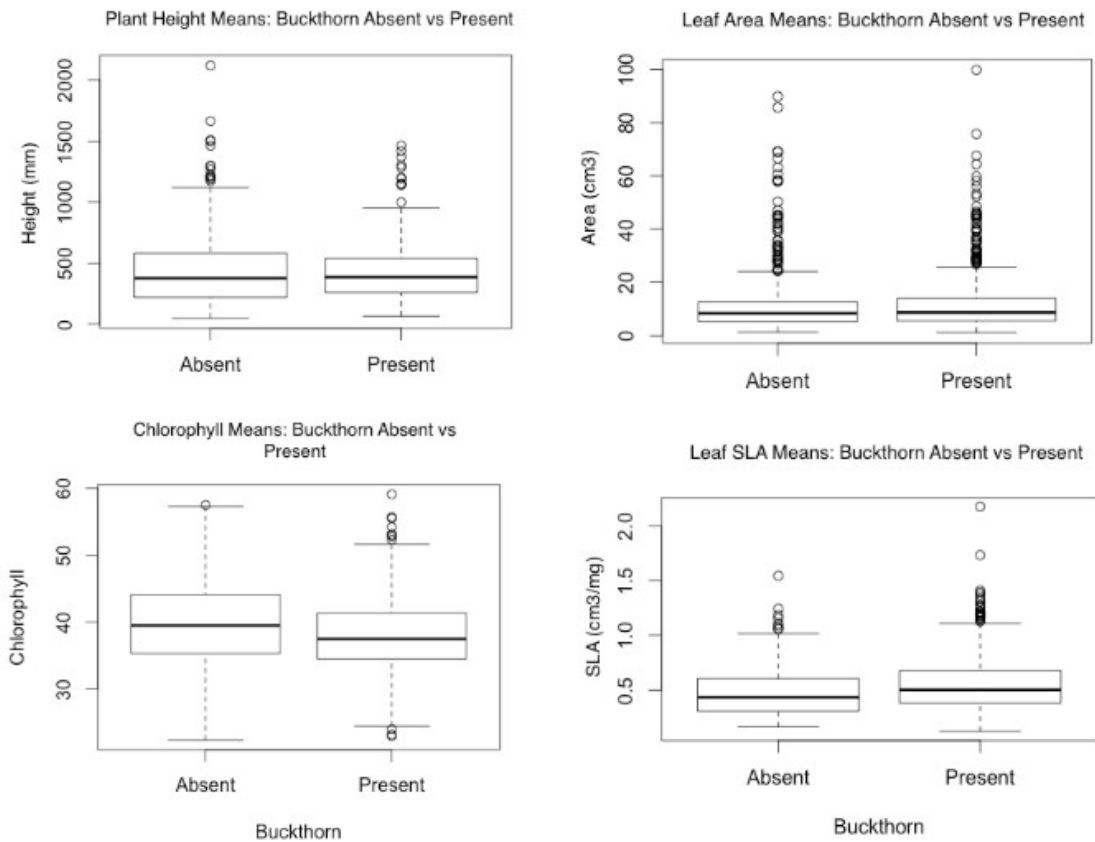 Plant Height Means: Buckthorn Absent vs Present
2000
1500
1000
500
0
Height (mm)
Absent
Present
Leaf Area Means: Buckthorn Absent vs Present
100
80
60
40
20
0
Area (cm3)
Absent
Present
Chlorophyll Means: Buckthorn Absent vs
Present
60
50
40
30
Chlorophyll
Absent
Present
Buckthorn
Leaf SLA Means: Buckthorn Absent vs Present
2.0
1.5
1.0
0.5
SLA (cm3/mg)
Absent
Present
Buckthorn